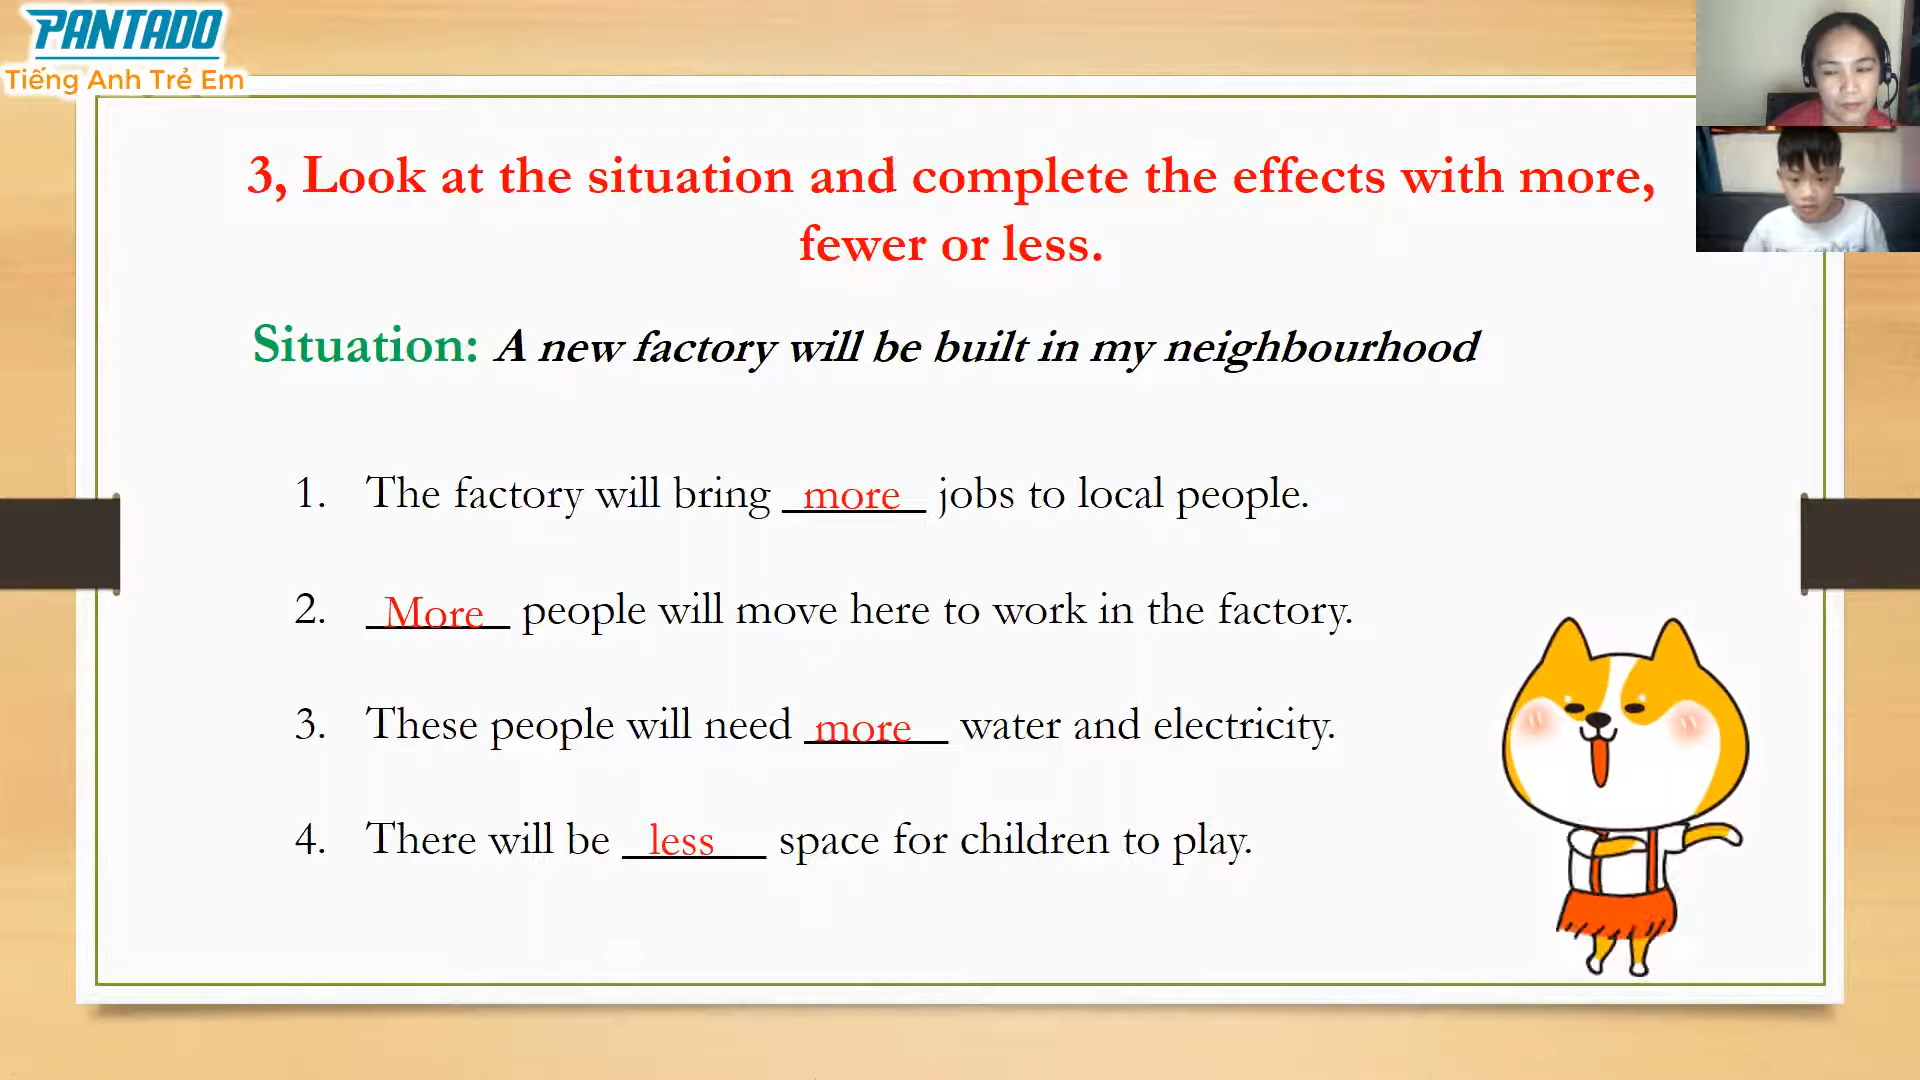 PANTADO
Tiếng Anh Trẻ Em
3, Look at the situation and complete the effects with more,
fewer or less.
Situation: A new factory will be built in my neighbourhood
1. The factory will bring more jobs to local people.
2. More people will move here to work in the factory.
3. These people will need more water and electricity.
4. There will be less space for children to play.